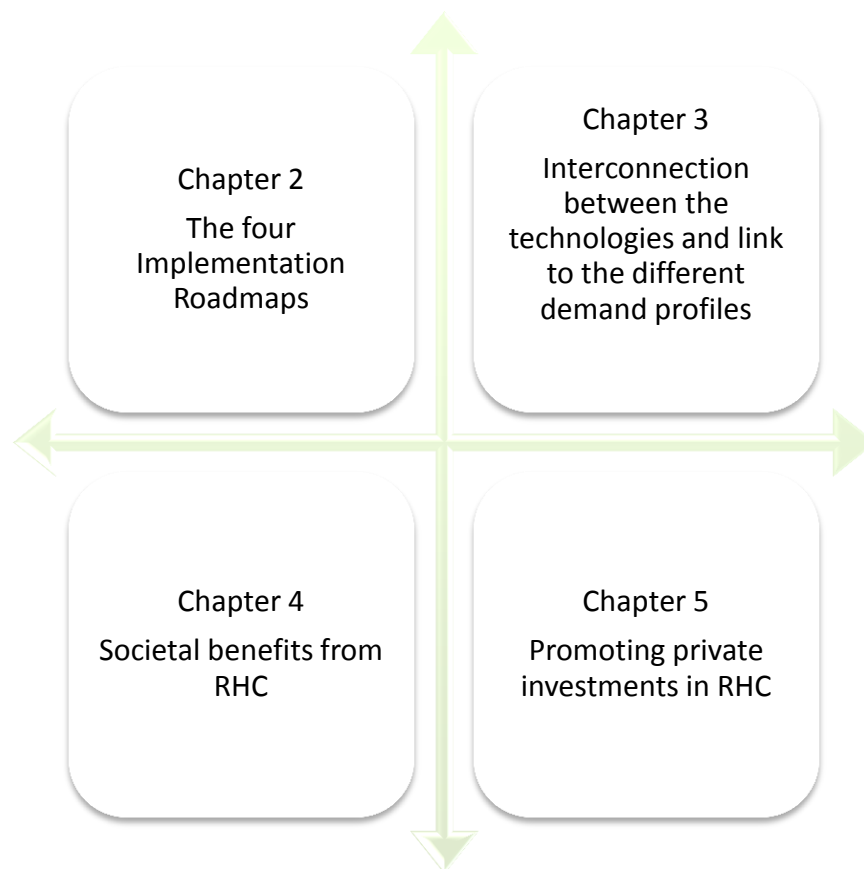 Chapter 2
The four
Implementation
Roadmaps
Chapter 3
Interconnection
between the
technologies and link
to the different
demand profiles
Chapter 4
Societal benefits from
RHC
Chapter 5
Promoting private
investments in RHC